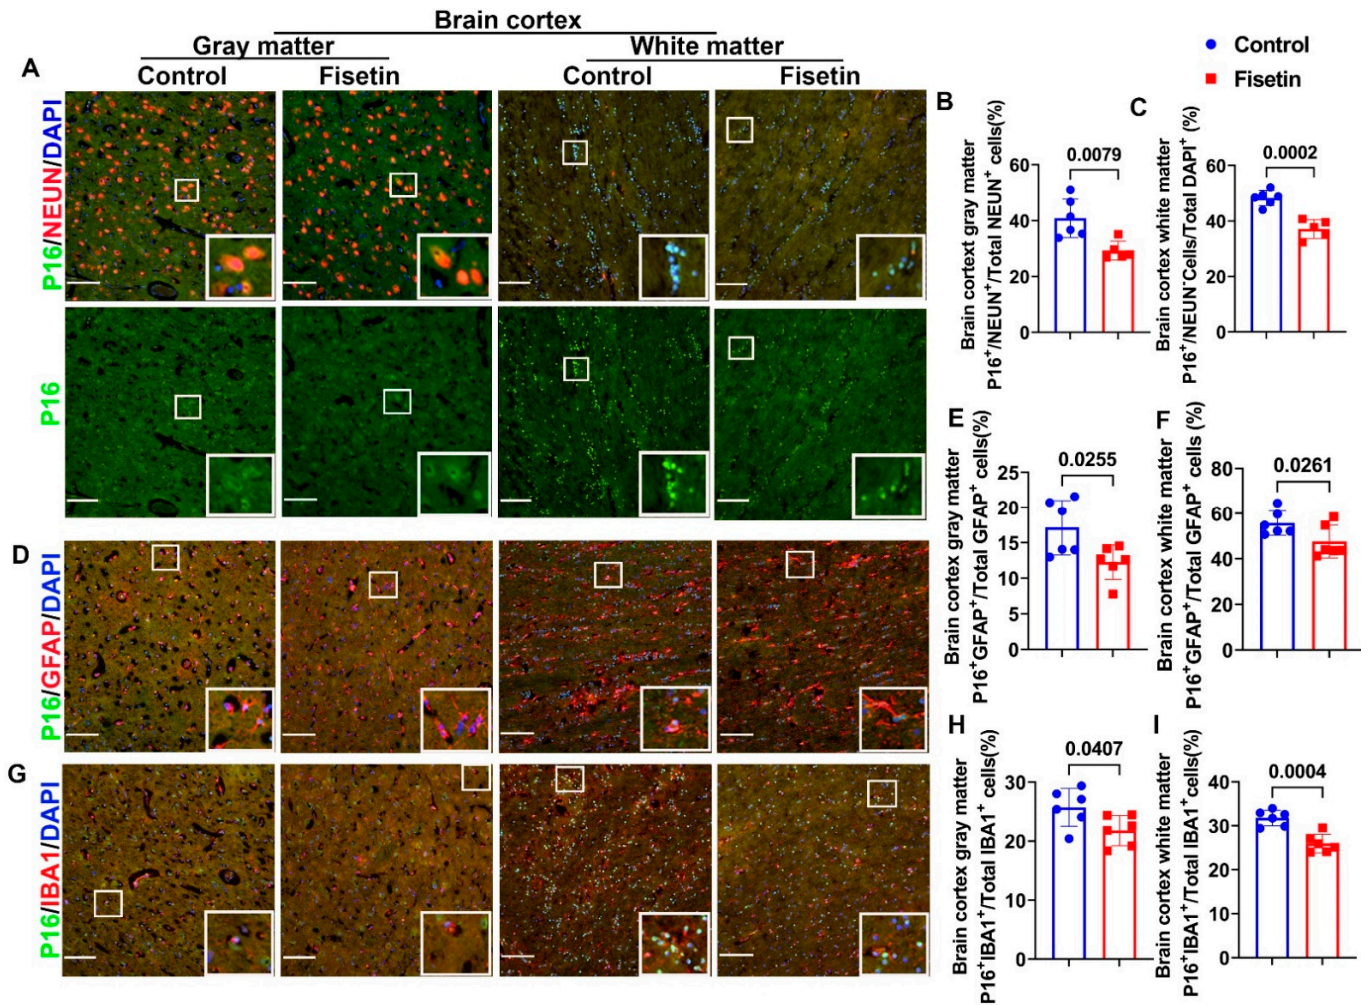 Brain cortex
Gray matter
White matter
A
Control
Fisetin
Control
Fisetin
Control
Fisetin
P16/NEUN/DAPI
P16
D
P16/GFAP/DAPI
G
P16/IBA1/DAPI
B
Brain cortext gray matter
P16⁺/NEUN⁺/Total NEUN⁺ cells(%)
0.0079
60
40
20
0
C
Brain cortex white matter
P16⁺/NEUN⁻Cells/Total DAPI⁺ (%)
0.0002
60
40
20
0
E
Brain cortex gray matter
P16⁺GFAP⁺/Total GFAP⁺ cells(%)
0.0255
25
20
15
10
5
0
F
Brain cortex white matter
P16⁺GFAP⁺/Total GFAP⁺ cells (%)
0.0261
80
60
40
20
0
H
Brain cortex gray matter
P16⁺IBA1⁺/Total IBA1⁺ cells(%)
0.0407
30
20
10
0
I
Brain cortex white matter
P16⁺IBA1⁺/Total IBA1⁺cells(%)
0.0004
40
30
20
10
0